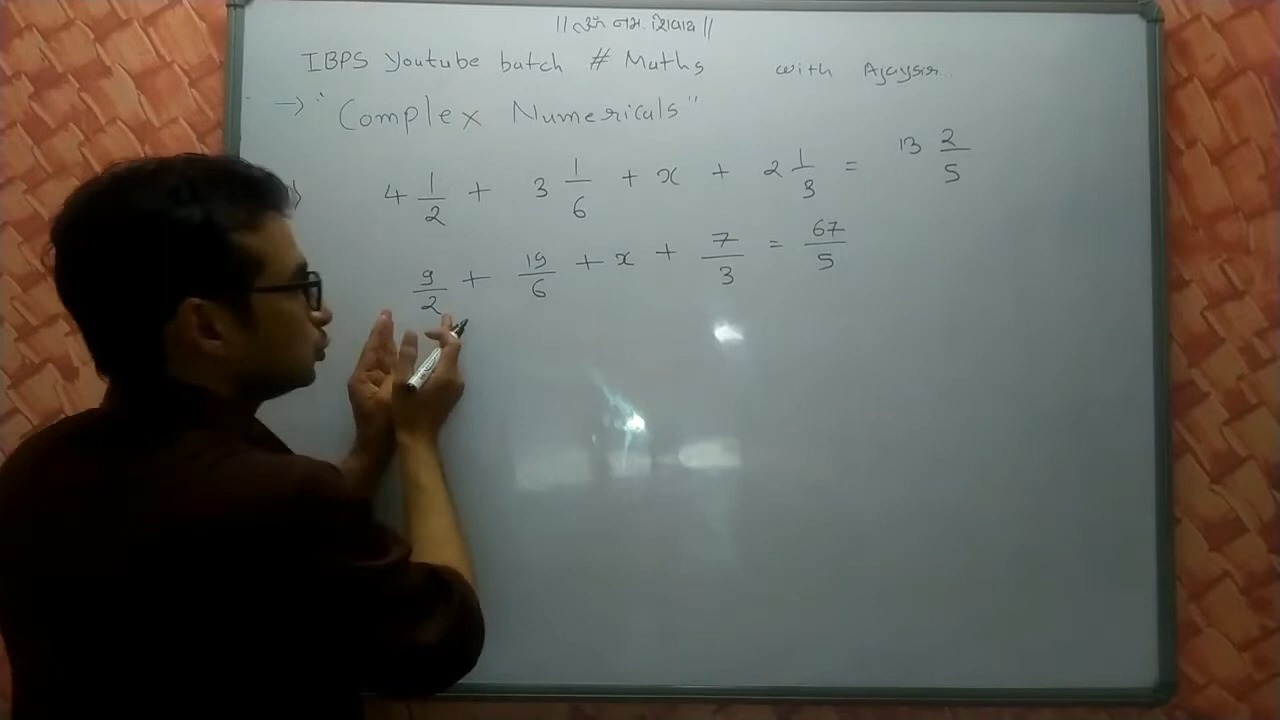 || ૐ નમઃ શિવાય ||
IBPS Youtube batch # Maths with Ajaysir...
→ "Complex Numericals"
4 1/2 + 3 1/6 + x + 2 1/3 = 13 2/5
9/2 + 19/6 + x + 7/3 = 67/5